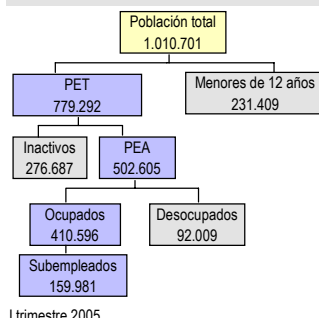 Población total
1.010.701
PET
779.292
Menores de 12 años
231.409
Inactivos
276.687
PEA
502.605
Ocupados
410.596
Desocupados
92.009
Subempleados
159.981
I trimestre 2005